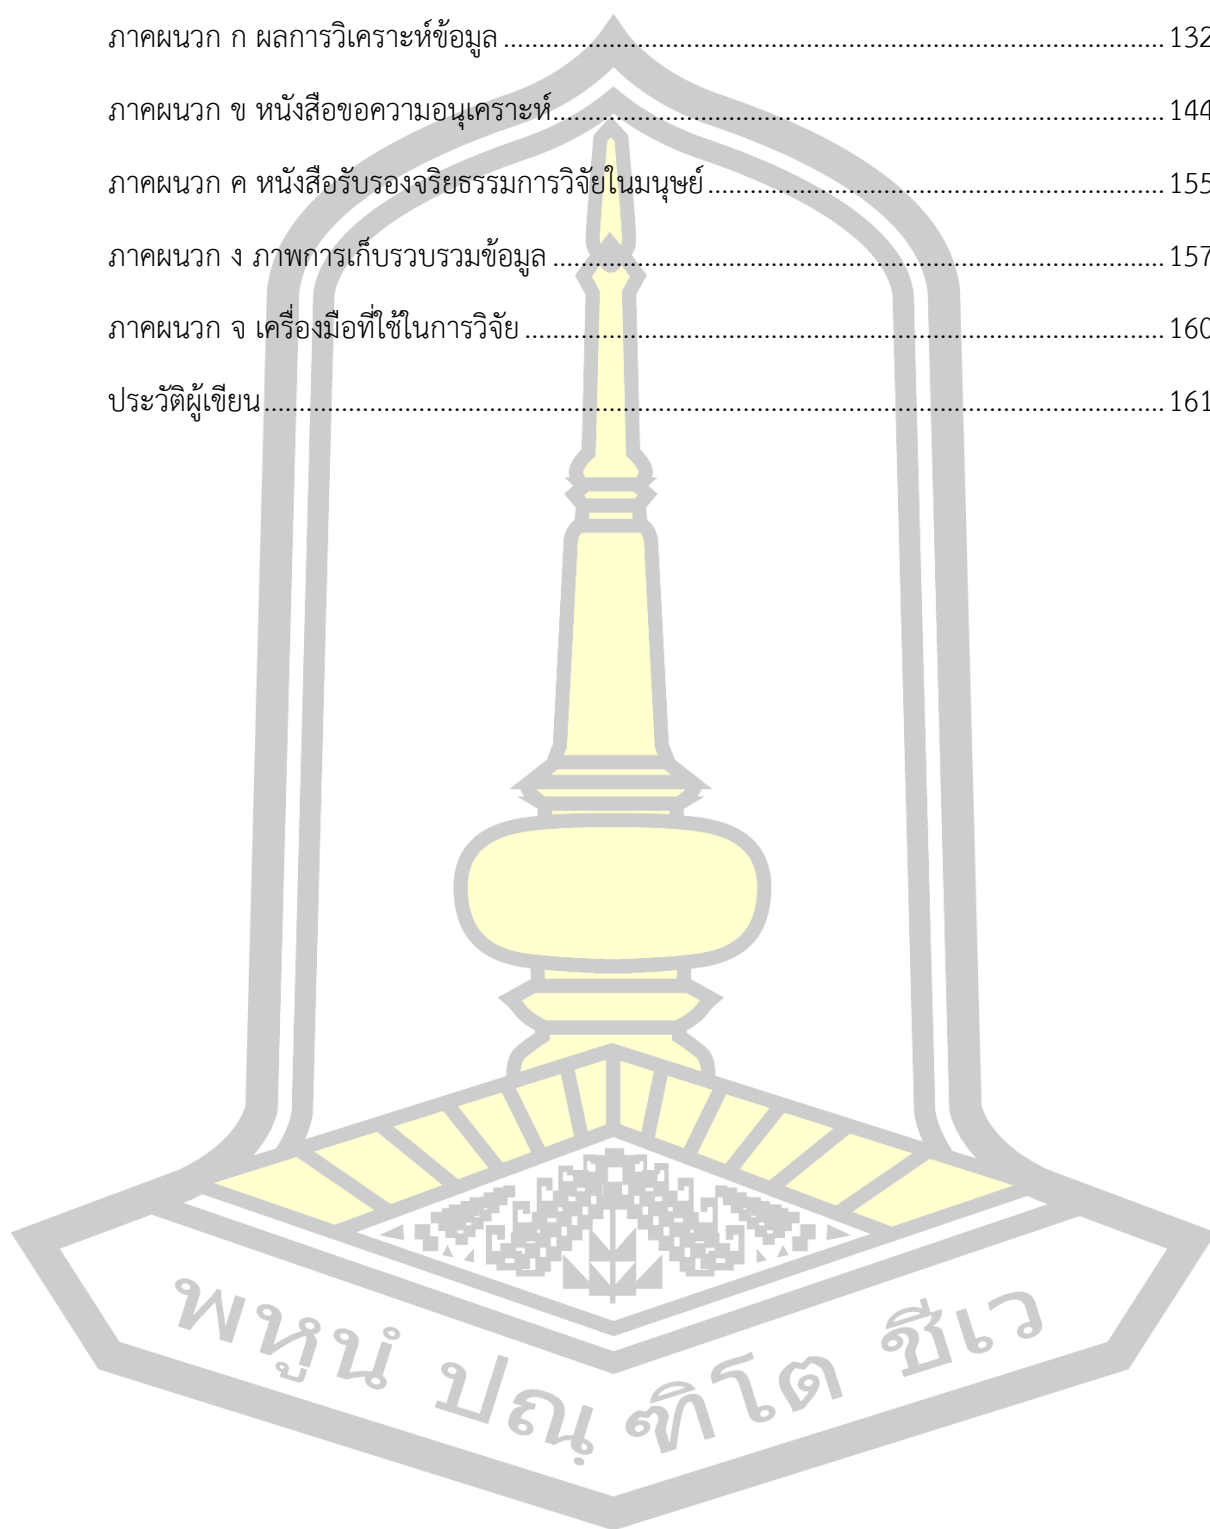 ภาคผนวก ก ผลการวิเคราะห์ข้อมูล ............................................................................................. 132
ภาคผนวก ข หนังสือขอความอนุเคราะห์...................................................................................... 144
ภาคผนวก ค หนังสือรับรองจริยธรรมการวิจัยในมนุษย์ ................................................................ 155
ภาคผนวก ง ภาพการเก็บรวบรวมข้อมูล ...................................................................................... 157
ภาคผนวก จ เครื่องมือที่ใช้ในการวิจัย .......................................................................................... 160
ประวัติผู้เขียน .............................................................................................................................. 161
พหูนํ ปณฺฑิโต ชีเว